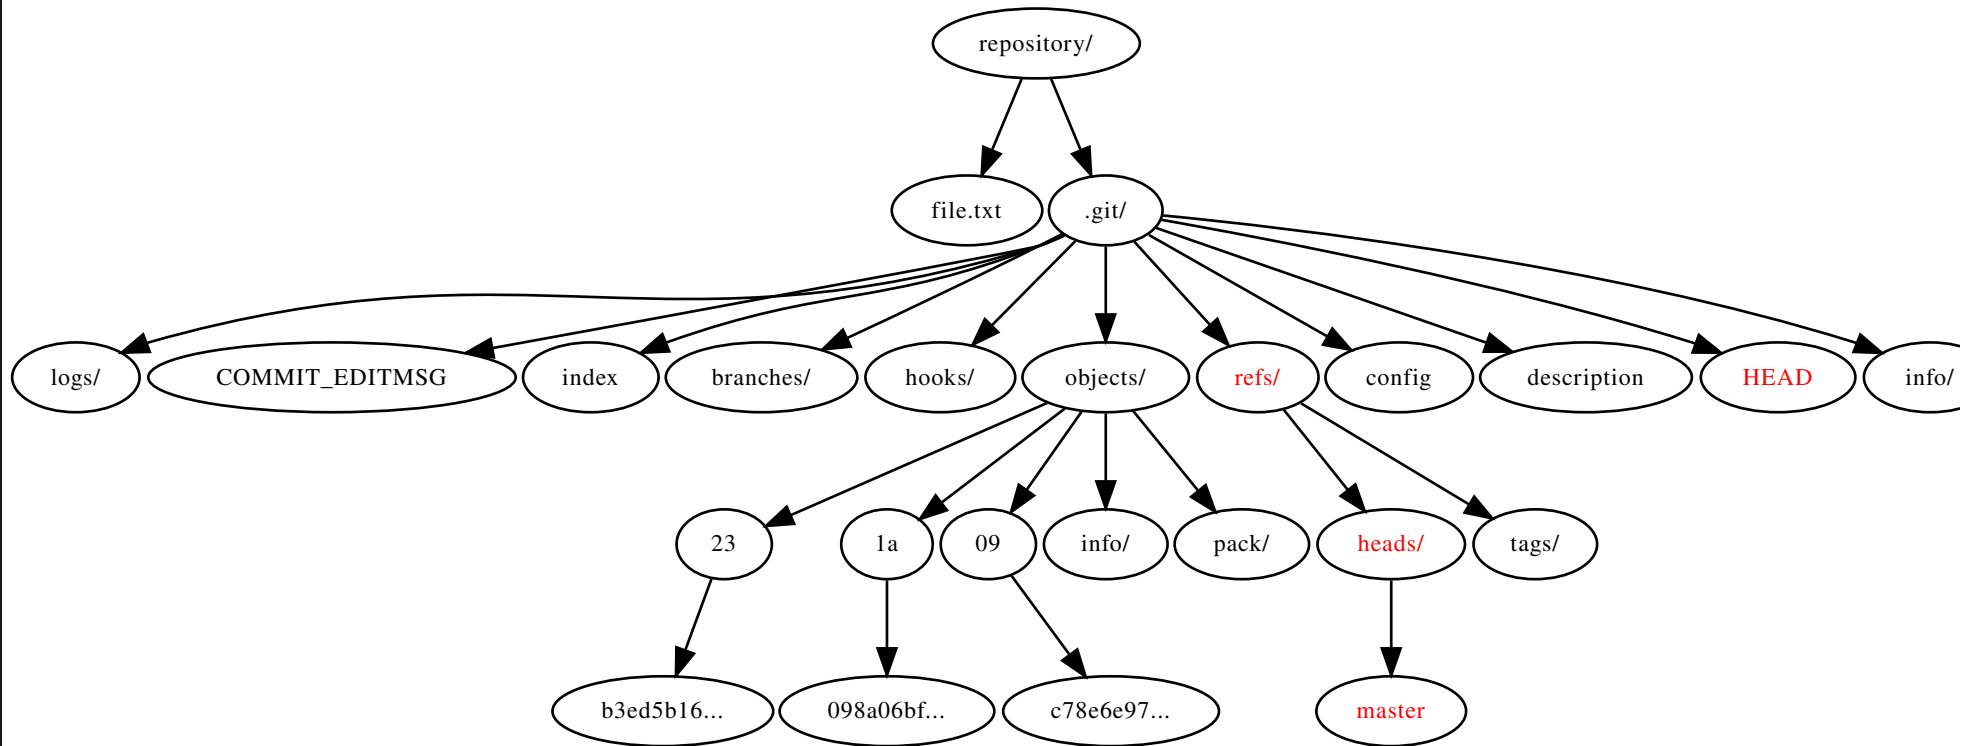 repository/
file.txt
.git/
logs/
COMMIT_EDITMSG
index
branches/
hooks/
objects/
refs/
config
description
HEAD
info/
23
1a
09
info/
pack/
heads/
tags/
b3ed5b16...
098a06bf...
c78e6e97...
master